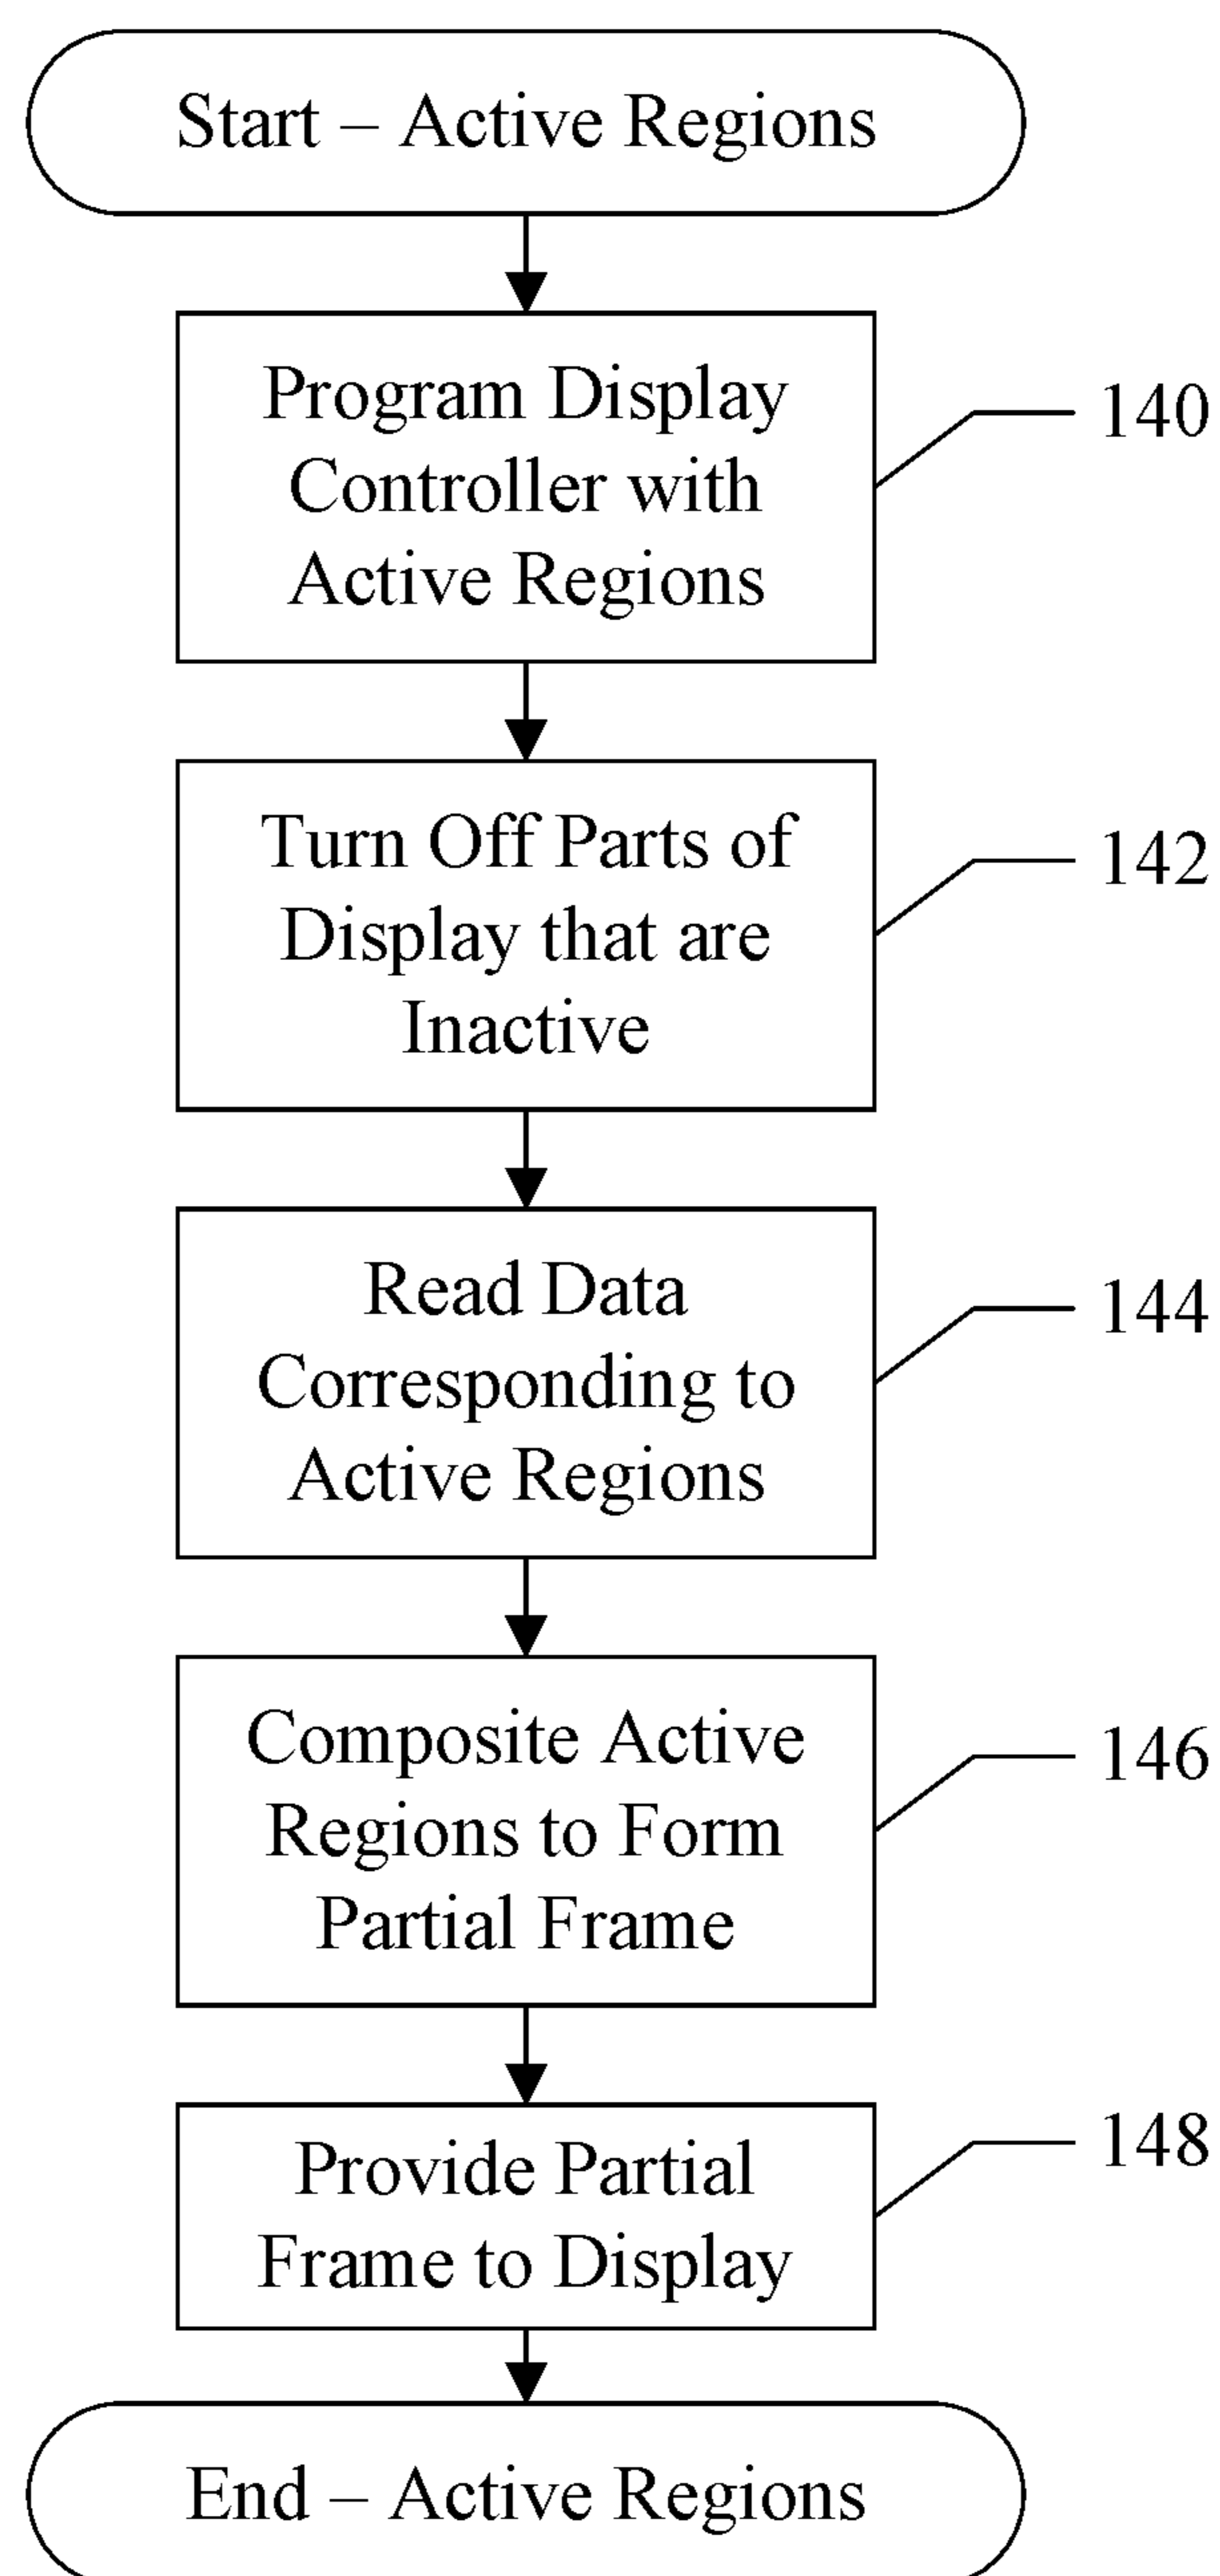 Start – Active Regions
Program Display
Controller with
Active Regions
140
Turn Off Parts of
Display that are
Inactive
142
Read Data
Corresponding to
Active Regions
144
Composite Active
Regions to Form
Partial Frame
146
Provide Partial
Frame to Display
148
End – Active Regions